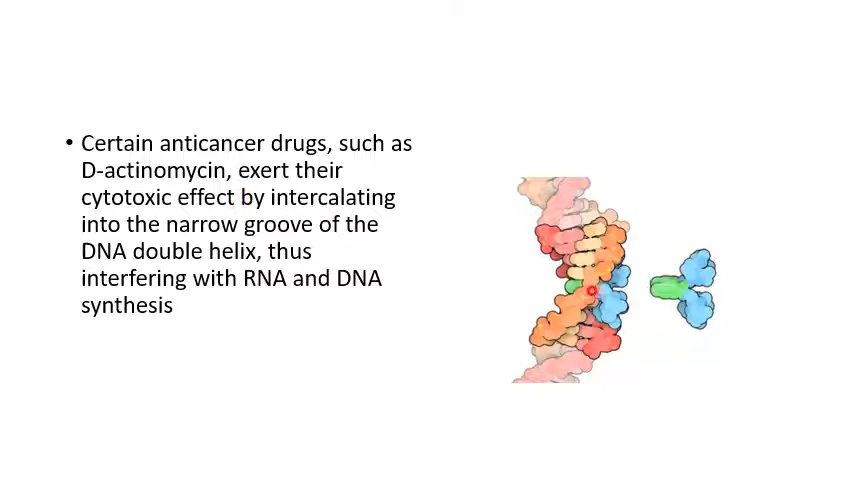 • Certain anticancer drugs, such as
D-actinomycin, exert their
cytotoxic effect by intercalating
into the narrow groove of the
DNA double helix, thus
interfering with RNA and DNA
synthesis